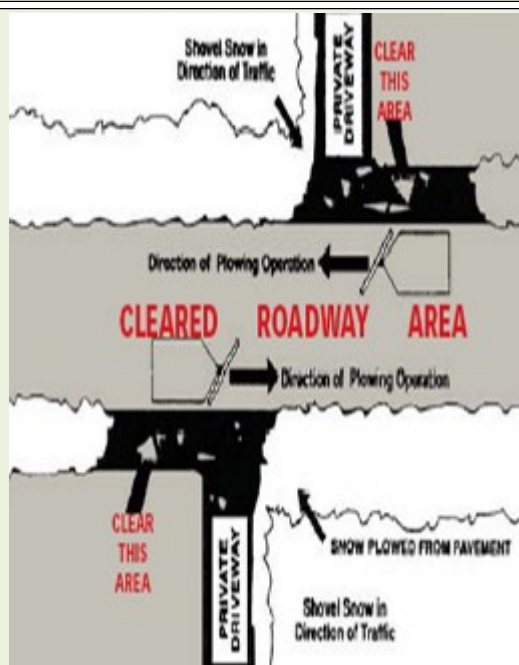 Shovel Snow in
Direction of Traffic
PRIVATE
DRIVEWAY
CLEAR
THIS
AREA
Direction of Plowing Operation
CLEARED ROADWAY AREA
Direction of Plowing Operation
CLEAR
THIS
AREA
PRIVATE
DRIVEWAY
SNOW PLOWED FROM PAVEMENT
Shovel Snow in
Direction of Traffic